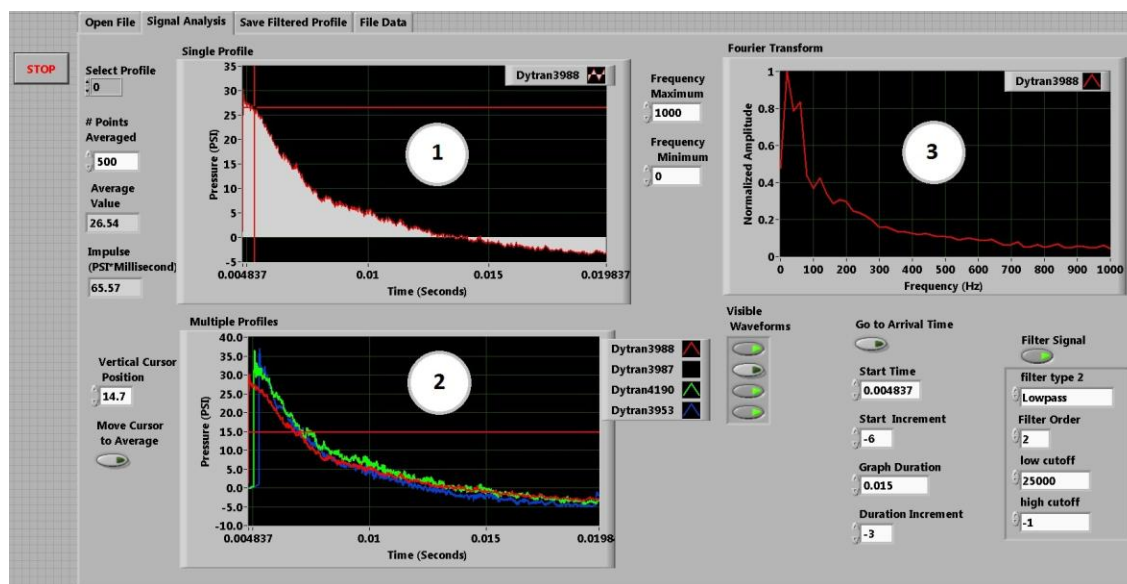 Open File
Signal Analysis
Save Filtered Profile
File Data
STOP
Select Profile
0
# Points
Averaged
500
Average
Value
26.54
Impulse
(PSI*Millisecond)
65.57
Single Profile
Dytran3988
Pressure (PSI)
35
30
25
20
15
10
5
0
-5
0.004837
0.01
0.015
0.019837
Time (Seconds)
1
Frequency
Maximum
1000
Frequency
Minimum
0
Fourier Transform
Dytran3988
Normalized Amplitude
1
0.8
0.6
0.4
0.2
0
0
100
200
300
400
500
600
700
800
900
1000
Frequency (Hz)
3
Vertical Cursor
Position
14.7
Move Cursor
to Average
Multiple Profiles
Pressure (PSI)
40.0
35.0
30.0
25.0
20.0
15.0
10.0
5.0
0.0
-5.0
-10.0
0.004837
0.01
0.015
0.01984
Time (Seconds)
2
Dytran3988
Dytran3987
Dytran4190
Dytran3953
Visible
Waveforms
Go to Arrival Time
Start Time
0.004837
Start Increment
-6
Graph Duration
0.015
Duration Increment
-3
Filter Signal
filter type 2
Lowpass
Filter Order
2
low cutoff
25000
high cutoff
-1